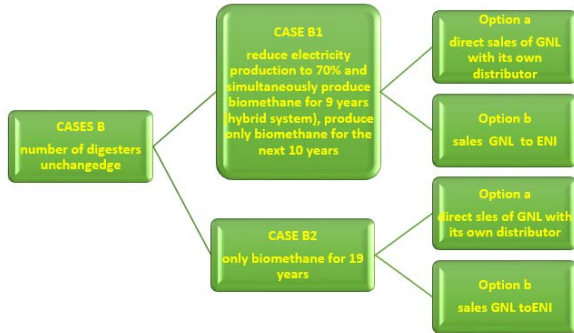 CASES B
number of digesters
unchangedge
CASE B1
reduce electricity
production to 70% and
simultaneously produce
biomethane for 9 years
hybrid system), produce
only biomethane for the
next 10 years
Option a
direct sales of GNL
with its own
distributor
Option b
sales GNL to ENI
CASE B2
only biomethane for 19
years
Option a
direct sles of GNL with
its own distributor
Option b
sales GNL toENI